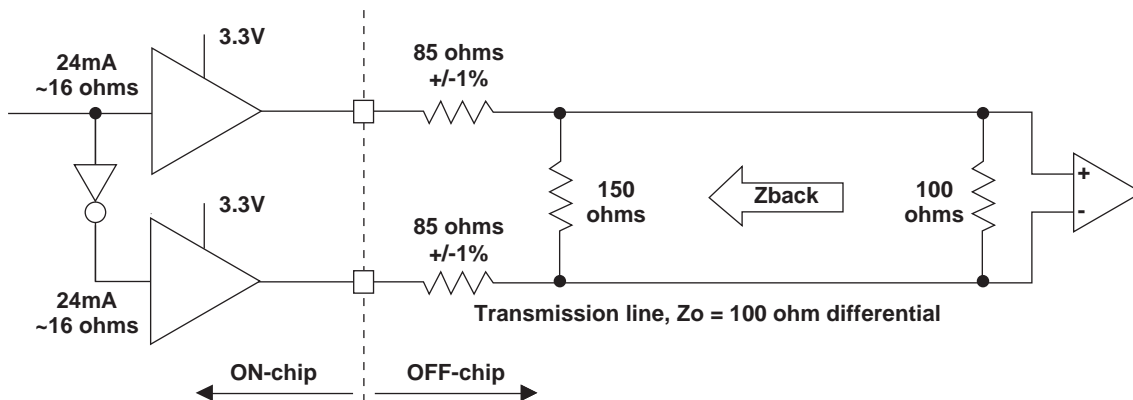 3.3V
24mA
~16 ohms
85 ohms
+/-1%
150
ohms
Zback
100
ohms
+
-
3.3V
85 ohms
+/-1%
24mA
~16 ohms
Transmission line, Zo = 100 ohm differential
ON-chip
OFF-chip